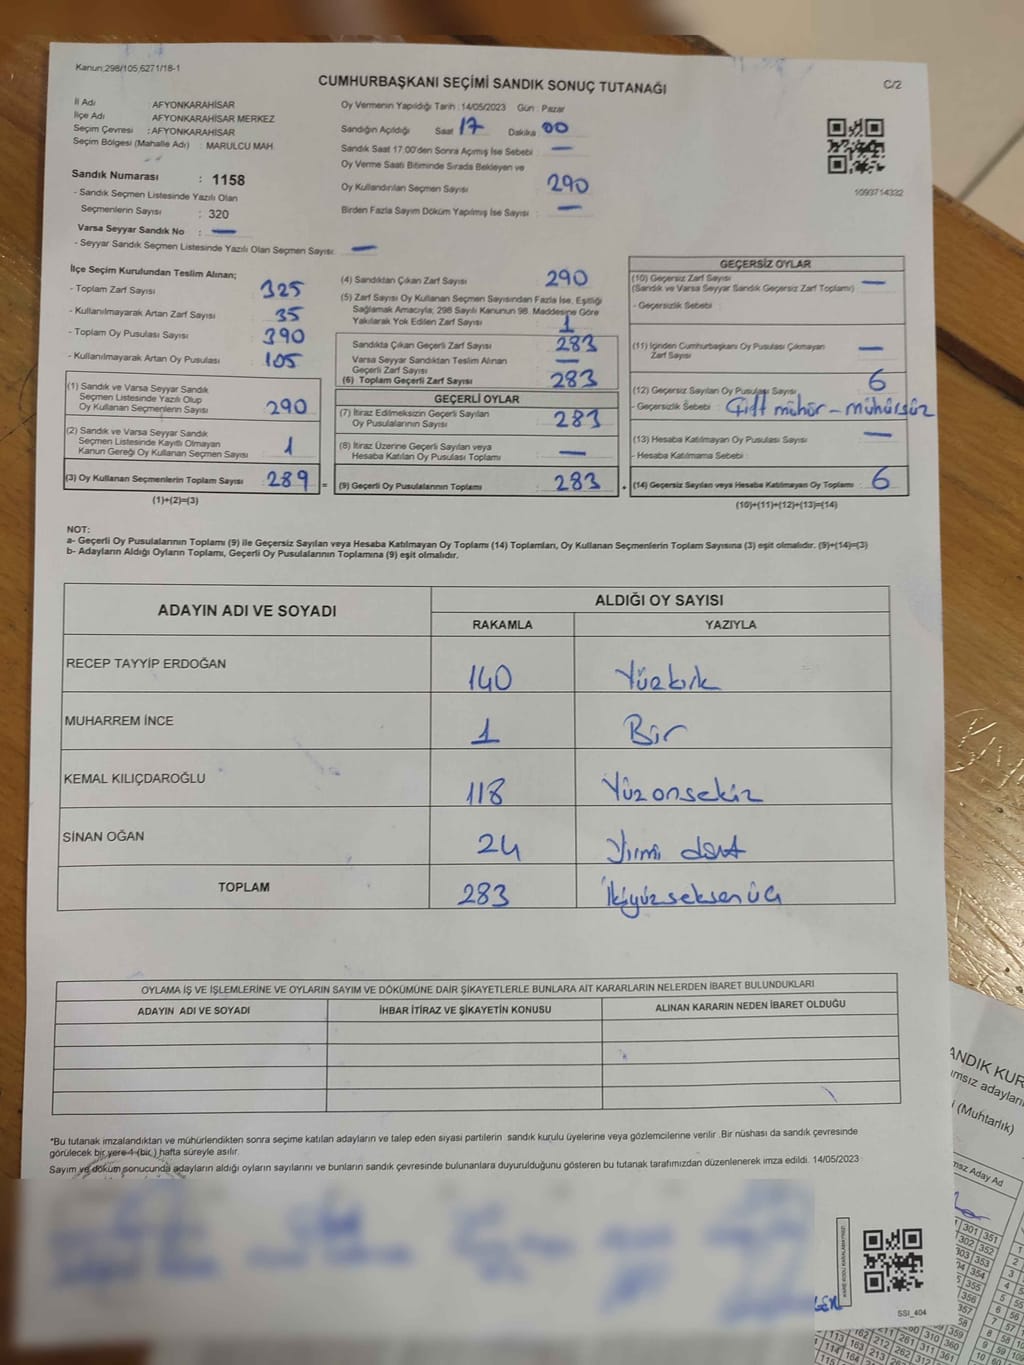 Kanun:298/105,6271/18-1
CUMHURBAŞKANI SEÇİMİ SANDIK SONUÇ TUTANAĞI
C/2
İl Adı : AFYONKARAHİSAR
İlçe Adı : AFYONKARAHİSAR MERKEZ
Seçim Çevresi : AFYONKARAHİSAR
Seçim Bölgesi (Mahalle Adı) : MARULCU MAH.
Sandık Numarası : 1158
- Sandık Seçmen Listesinde Yazılı Olan
Seçmenlerin Sayısı : 320
Varsa Seyyar Sandık No : —
- Seyyar Sandık Seçmen Listesinde Yazılı Olan Seçmen Sayısı: —
Oy Vermenin Yapıldığı Tarih : 14/05/2023 Gün : Pazar
Sandığın Açıldığı Saat 17 Dakika 00
Sandık Saat 17:00'den Sonra Açmış İse Sebebi : —
Oy Verme Saati Bitiminde Sırada Bekleyen ve
Oy Kullandırılan Seçmen Sayısı 290
Birden Fazla Sayım Döküm Yapılmış İse Sayısı : —
1093714332
İlçe Seçim Kurulundan Teslim Alınan;
- Toplam Zarf Sayısı 325
- Kullanılmayarak Artan Zarf Sayısı 35
- Toplam Oy Pusulası Sayısı 390
- Kullanılmayarak Artan Oy Pusulası 105
(1) Sandık ve Varsa Seyyar Sandık
Seçmen Listesinde Yazılı Olup
Oy Kullanan Seçmenlerin Sayısı 290
(2) Sandık ve Varsa Seyyar Sandık
Seçmen Listesinde Kayıtlı Olmayan
Kanun Gereği Oy Kullanan Seçmen Sayısı 1
(3) Oy Kullanan Seçmenlerin Toplam Sayısı 289 =
(1)+(2)=(3)
(4) Sandıktan Çıkan Zarf Sayısı 290
(5) Zarf Sayısı Oy Kullanan Seçmen Sayısından Fazla İse, Eşitliği
Sağlamak Amacıyla; 298 Sayılı Kanunun 98. Maddesine Göre
Yakılarak Yok Edilen Zarf Sayısı : 1
Sandıkta Çıkan Geçerli Zarf Sayısı 283
Varsa Seyyar Sandıktan Teslim Alınan
Geçerli Zarf Sayısı —
(6) Toplam Geçerli Zarf Sayısı 283
GEÇERLİ OYLAR
(7) İtiraz Edilmeksizin Geçerli Sayılan
Oy Pusulalarının Sayısı 283
(8) İtiraz Üzerine Geçerli Sayılan veya
Hesaba Katılan Oy Pusulası Toplamı —
(9) Geçerli Oy Pusulalarının Toplamı 283 +
GEÇERSİZ OYLAR
(10) Geçersiz Zarf Sayısı
(Sandık ve Varsa Seyyar Sandık Geçersiz Zarf Toplamı) —
- Geçersizlik Sebebi :
(11) İçinden Cumhurbaşkanı Oy Pusulası Çıkmayan
Zarf Sayısı —
(12) Geçersiz Sayılan Oy Pusulası Sayısı 6
- Geçersizlik Sebebi : Çift mühür - mühürsüz
(13) Hesaba Katılmayan Oy Pusulası Sayısı —
- Hesaba Katılmama Sebebi :
(14) Geçersiz Sayılan veya Hesaba Katılmayan Oy Toplamı 6
(10)+(11)+(12)+(13)=(14)
NOT:
a- Geçerli Oy Pusulalarının Toplamı (9) ile Geçersiz Sayılan veya Hesaba Katılmayan Oy Toplamı (14) Toplamları, Oy Kullanan Seçmenlerin Toplam Sayısına (3) eşit olmalıdır. (9)+(14)=(3)
b- Adayların Aldığı Oyların Toplamı, Geçerli Oy Pusulalarının Toplamına (9) eşit olmalıdır.
ADAYIN ADI VE SOYADI
ALDIĞI OY SAYISI
RAKAMLA YAZIYLA
RECEP TAYYİP ERDOĞAN 140 Yüzkırk
MUHARREM İNCE 1 Bir
KEMAL KILIÇDAROĞLU 118 Yüzonsekiz
SİNAN OĞAN 24 Yirmi dört
TOPLAM 283 İkiyüzseksenüç
OYLAMA İŞ VE İŞLEMLERİNE VE OYLARIN SAYIM VE DÖKÜMÜNE DAİR ŞİKAYETLERLE BUNLARA AİT KARARLARIN NELERDEN İBARET BULUNDUKLARI
ADAYIN ADI VE SOYADI İHBAR İTİRAZ VE ŞİKAYETİN KONUSU ALINAN KARARIN NEDEN İBARET OLDUĞU
*Bu tutanak imzalandıktan ve mühürlendikten sonra seçime katılan adayların ve talep eden siyasi partilerin sandık kurulu üyelerine veya gözlemcilerine verilir .Bir nüshası da sandık çevresinde
görülecek bir yere 1 (bir ) hafta süreyle asılır.
Sayım ve döküm sonucunda adayların aldığı oyların sayılarını ve bunların sandık çevresinde bulunanlara duyurulduğunu gösteren bu tutanak tarafımızdan düzenlenerek imza edildi. 14/05/2023
SSI_404
ANDIK KUR
msız adayların
(Muhtarlık)
msz Aday Ad
301 351
302 352
303 353